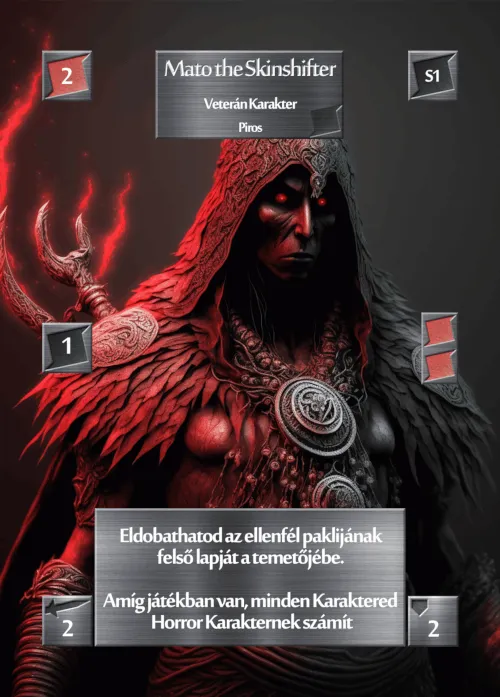 2
Mato the Skinshifter
S1
Veterán Karakter
Piros
1
Eldobathatod az ellenfél paklijának
felső lapját a temetőjébe.
Amíg játékban van, minden Karaktered
Horror Karakternek számít
2
2